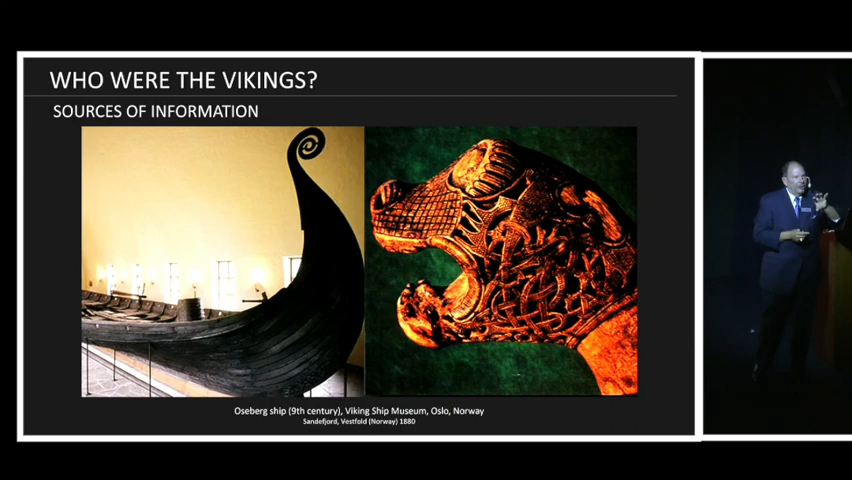 WHO WERE THE VIKINGS?
SOURCES OF INFORMATION
Oseberg ship (9th century), Viking Ship Museum, Oslo, Norway
Sandefjord, Vestfold (Norway) 1880